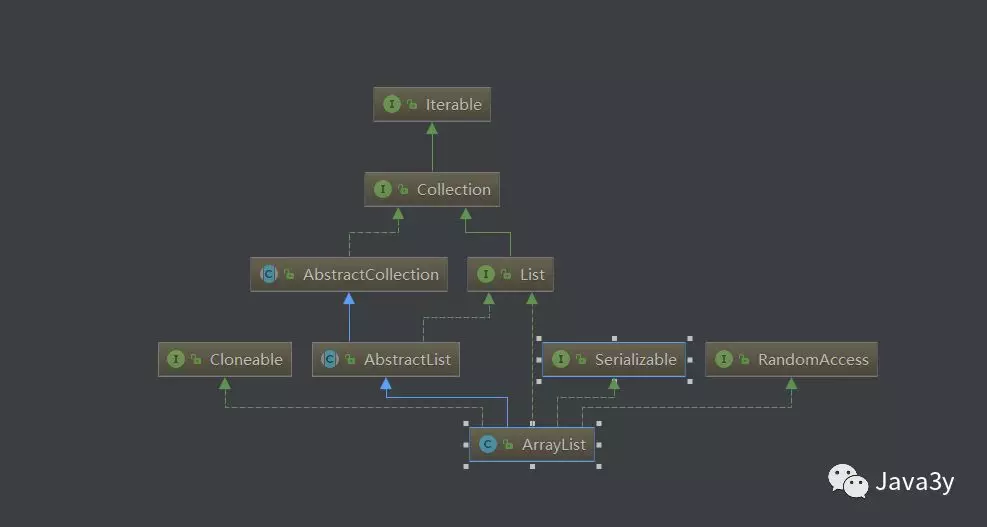 I Iterable
I Collection
C AbstractCollection
I List
I Cloneable
C AbstractList
I Serializable
I RandomAccess
C ArrayList
Java3y